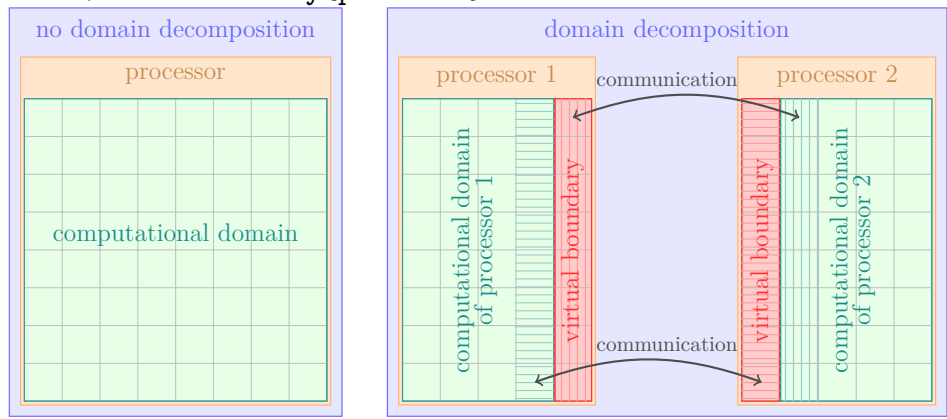 no domain decomposition
processor
computational domain
domain decomposition
processor 1
communication
processor 2
computational domain
of processor 1
virtual boundary
virtual boundary
computational domain
of processor 2
communication